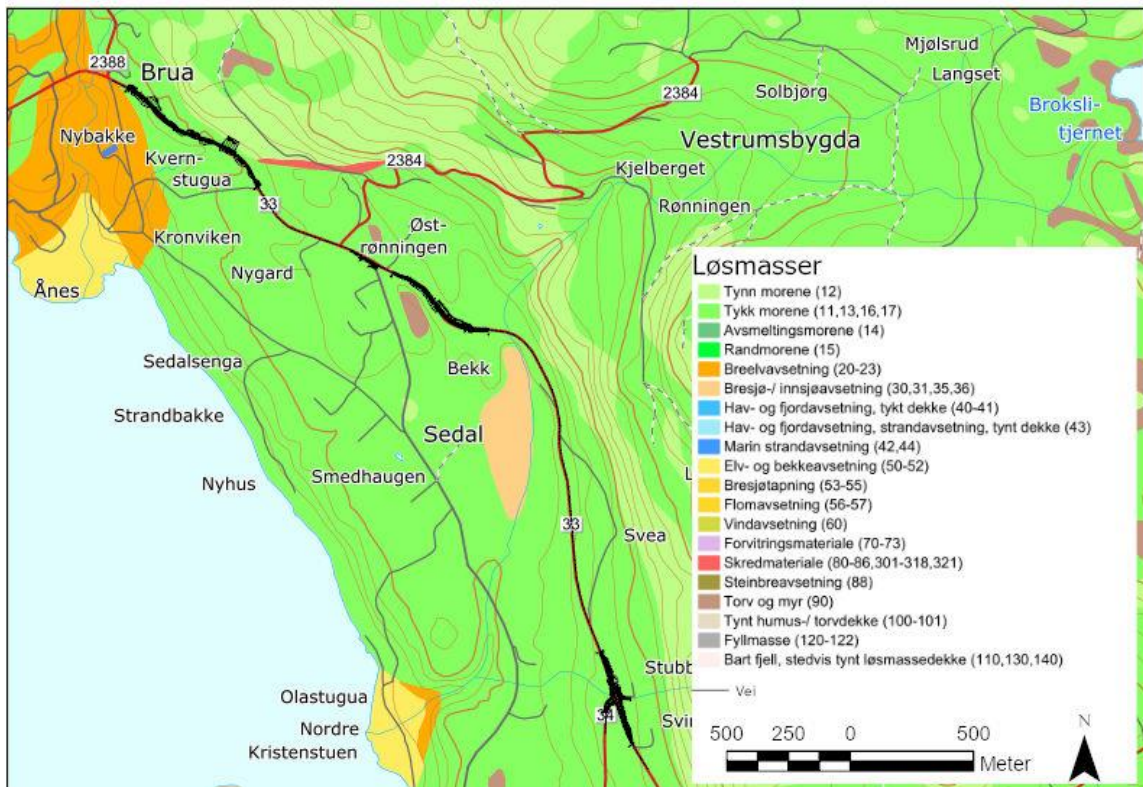 2388
Brua
Mjølsrud
Langset
Solbjørg
2384
Broksli-
tjernet
Nybakke
Kvern-
stugua
Vestrumsbygda
2384
Kjelberget
33
Rønningen
Kronviken
Øst-
rønningen
Nygard
Ånes
Sedalsenga
Bekk
Strandbakke
Sedal
Smedhaugen
Nyhus
33
Svea
Stubb
Olastugua
34
Svin
Nordre
Kristenstuen
Løsmasser
Tynn morene (12)
Tykk morene (11,13,16,17)
Avsmeltingsmorene (14)
Randmorene (15)
Breelvavsetning (20-23)
Bresjø-/ innsjøavsetning (30,31,35,36)
Hav- og fjordavsetning, tykt dekke (40-41)
Hav- og fjordavsetning, strandavsetning, tynt dekke (43)
Marin strandavsetning (42,44)
Elv- og bekkeavsetning (50-52)
Bresjøtapning (53-55)
Flomavsetning (56-57)
Vindavsetning (60)
Forvitringsmateriale (70-73)
Skredmateriale (80-86,301-318,321)
Steinbreavsetning (88)
Torv og myr (90)
Tynt humus-/ torvdekke (100-101)
Fyllmasse (120-122)
Bart fjell, stedvis tynt løsmassedekke (110,130,140)
Vei
500 250 0 500
Meter
N